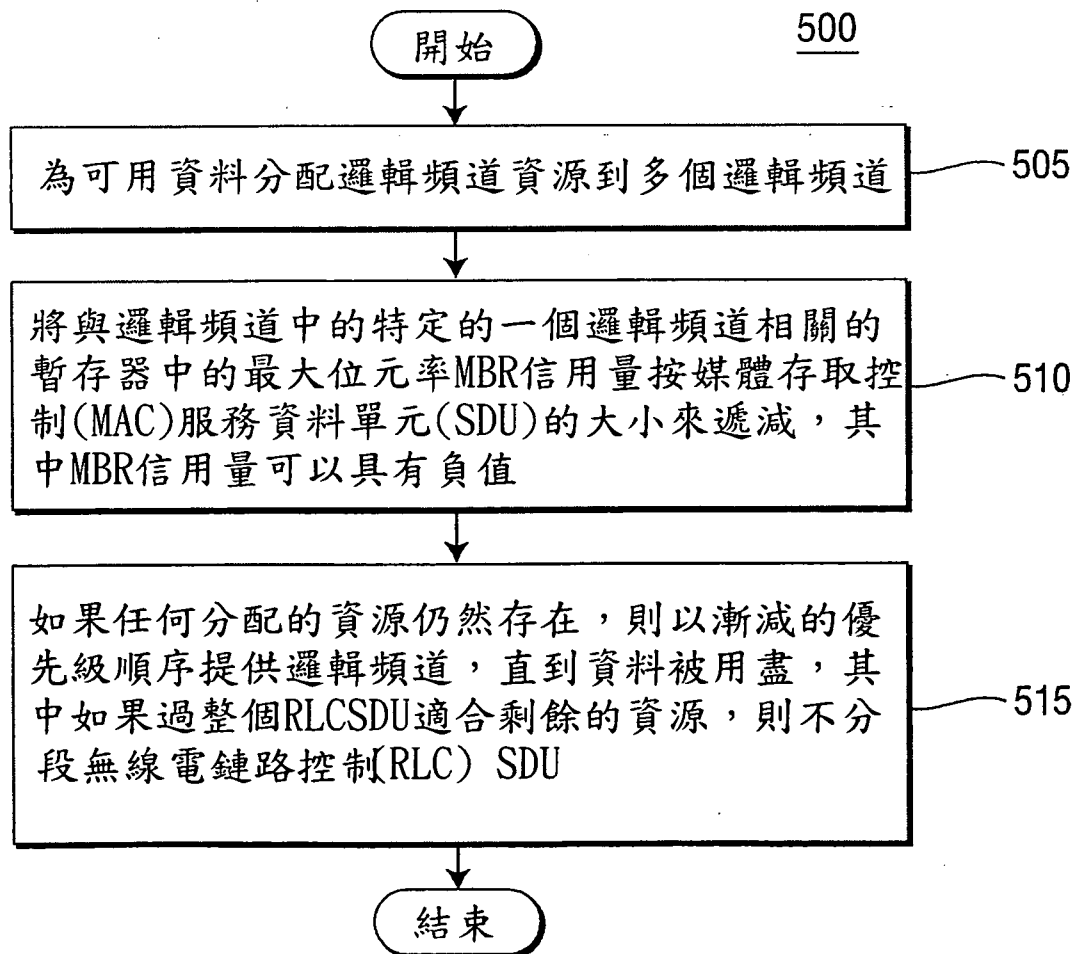 500
開始
為可用資料分配邏輯頻道資源到多個邏輯頻道
505
將與邏輯頻道中的特定的一個邏輯頻道相關的
暫存器中的最大位元率MBR信用量按媒體存取控
制(MAC)服務資料單元(SDU)的大小來遞減，其
中MBR信用量可以具有負值
510
如果任何分配的資源仍然存在，則以漸減的優
先級順序提供邏輯頻道，直到資料被用盡，其
中如果過整個RLCSDU適合剩餘的資源，則不分
段無線電鏈路控制(RLC) SDU
515
結束